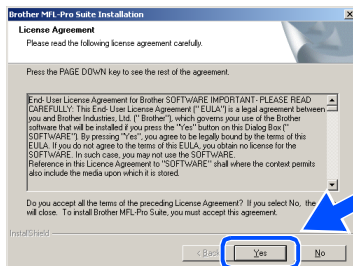 Brother MFL-Pro Suite Installation
License Agreement
Please read the following license agreement carefully.
Press the PAGE DOWN key to see the rest of the agreement.
End- User License Agreement for Brother SOFTWARE IMPORTANT- PLEASE READ
CAREFULLY: This End- User License Agreement (" EULA") is a legal agreement between
you and Brother Industries, Ltd. (" Brother"), which governs your use of the Brother
software that will be installed if you press the "Yes" button on this Dialog Box ("
SOFTWARE"). By pressing "Yes", you agree to be legally bound by the terms of this
EULA. If you do not agree to the terms of this EULA, you obtain no license for the
SOFTWARE. In such case, you may not use the SOFTWARE.
Reference in this Licence Agreement to "SOFTWARE" shall where the context permits
also include the media upon which it is stored.
Do you accept all the terms of the preceding License Agreement? If you select No, the
will close. To install Brother MFL-Pro Suite, you must accept this agreement.
InstallShield
< Back
Yes
No